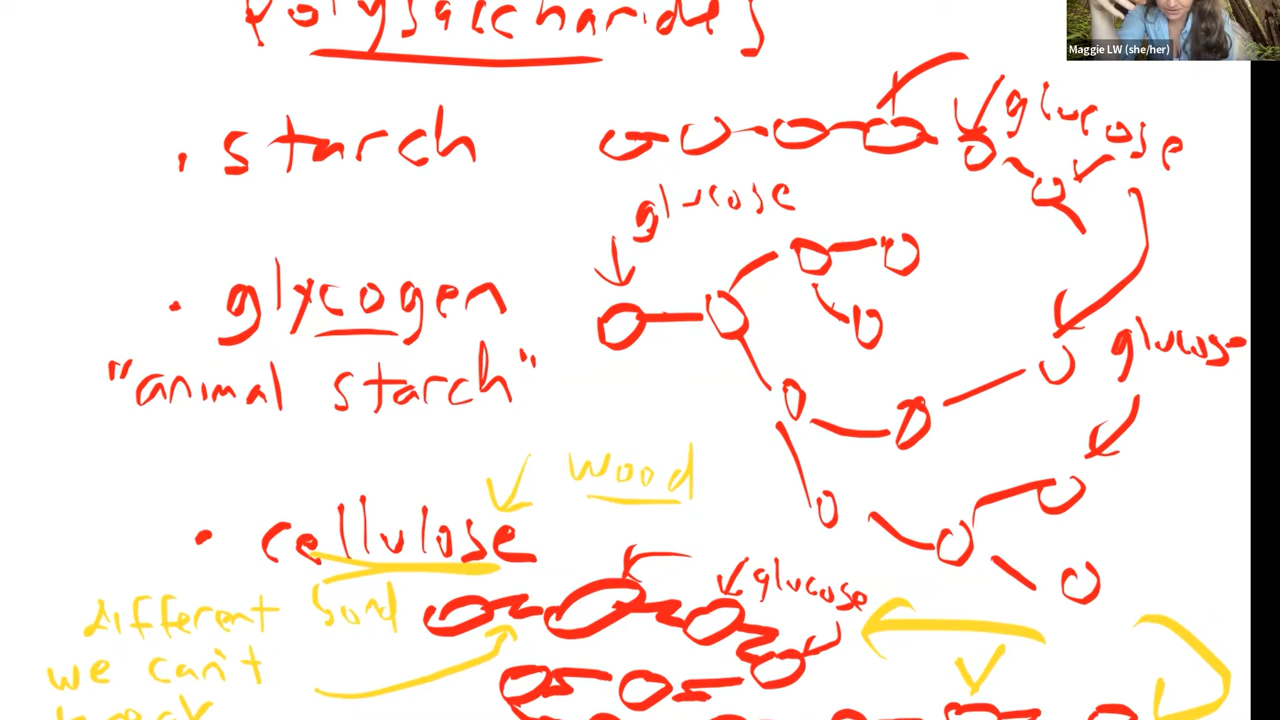 polysaccharides
Maggie LW (she/her)
• starch
glucose
glucose
• glycogen
"animal starch"
glucose
wood
• cellulose
glucose
different bond
we can't
break